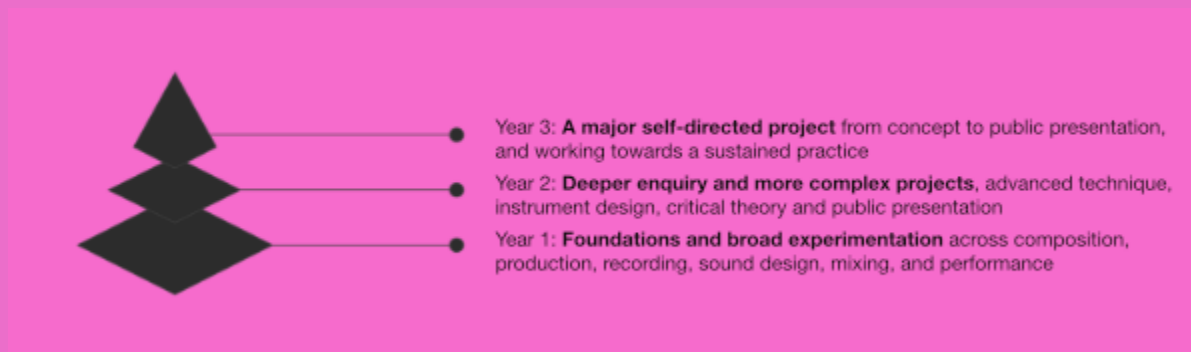 Year 3: A major self-directed project from concept to public presentation,
and working towards a sustained practice
Year 2: Deeper enquiry and more complex projects, advanced technique,
instrument design, critical theory and public presentation
Year 1: Foundations and broad experimentation across composition,
production, recording, sound design, mixing, and performance